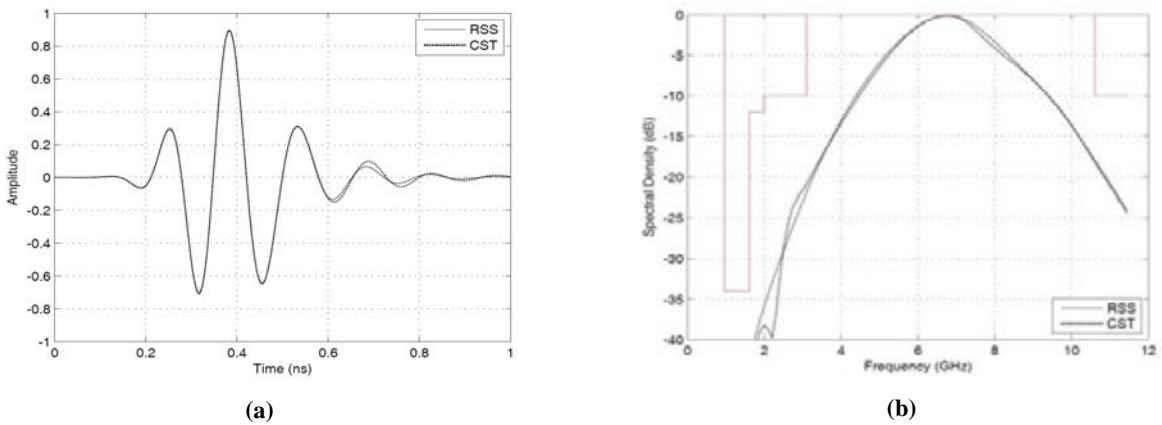 1
0.8
0.6
0.4
0.2
0
-0.2
-0.4
-0.6
-0.8
-1
Amplitude
0 0.2 0.4 0.6 0.8 1
Time (ns)
RSS
CST
(a)
0
-5
-10
-15
-20
-25
-30
-35
-40
Spectral Density (dB)
0 2 4 6 8 10 12
Frequency (GHz)
RSS
CST
(b)